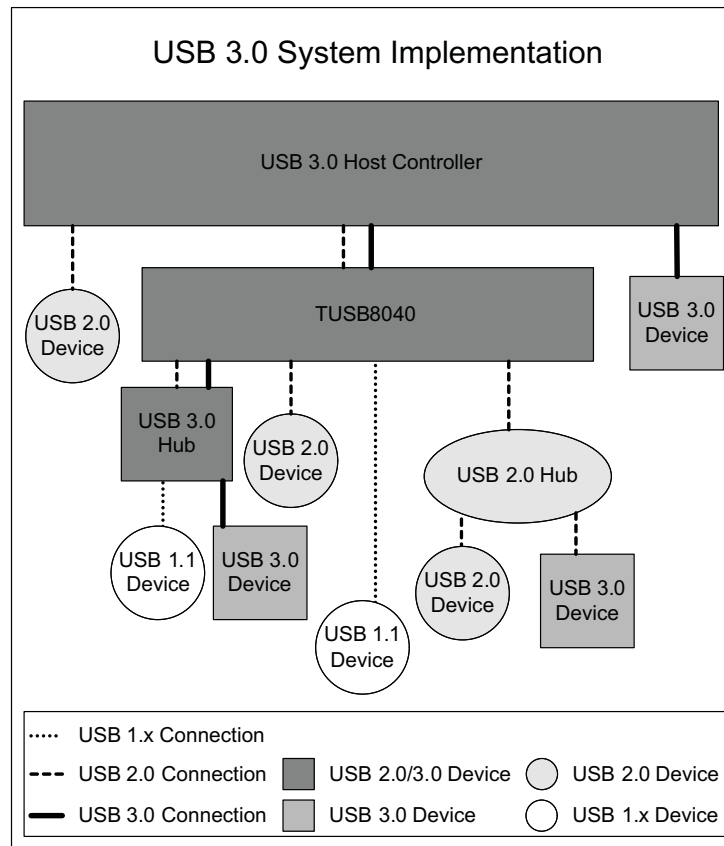 USB 3.0 System Implementation
USB 3.0 Host Controller
USB 2.0
Device
TUSB8040
USB 3.0
Device
USB 3.0
Hub
USB 2.0
Device
USB 2.0 Hub
USB 1.1
Device
USB 3.0
Device
USB 1.1
Device
USB 2.0
Device
USB 3.0
Device
USB 1.x Connection
USB 2.0 Connection
USB 2.0/3.0 Device
USB 2.0 Device
USB 3.0 Connection
USB 3.0 Device
USB 1.x Device